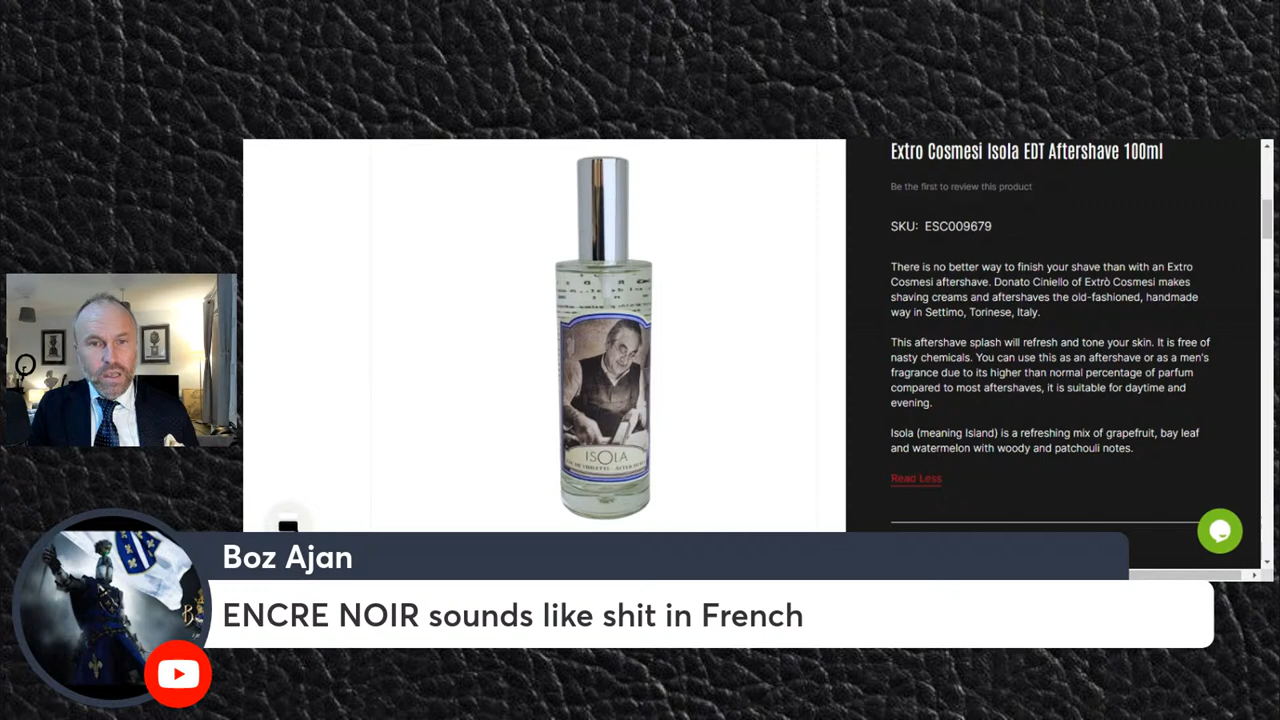 Extro Cosmesi Isola EDT Aftershave 100ml
Be the first to review this product
SKU: ESC009679
There is no better way to finish your shave than with an Extro
Cosmesi aftershave. Donato Ciniello of Extrò Cosmesi makes
shaving creams and aftershaves the old-fashioned, handmade
way in Settimo, Torinese, Italy.
This aftershave splash will refresh and tone your skin. It is free of
nasty chemicals. You can use this as an aftershave or as a men's
fragrance due to its higher than normal percentage of parfum
compared to most aftershaves, it is suitable for daytime and
evening.
Isola (meaning Island) is a refreshing mix of grapefruit, bay leaf
and watermelon with woody and patchouli notes.
Read Less
ISOLA
Boz Ajan
ENCRE NOIR sounds like shit in French